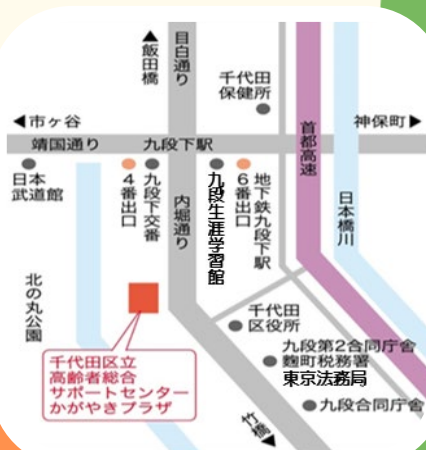 ▲飯田橋
目白通り
千代田
保健所
◀市ヶ谷
神保町▶
靖国通り
九段下駅
首都高速
日本
武道館
4番出口
九段下交番
内堀通り
九段生涯学習館
6番出口
地下鉄九段下駅
日本橋川
北の丸公園
千代田
区役所
九段第2合同庁舎
麹町税務署
東京法務局
千代田区立
高齢者総合
サポートセンター
かがやきプラザ
竹橋▼
九段合同庁舎